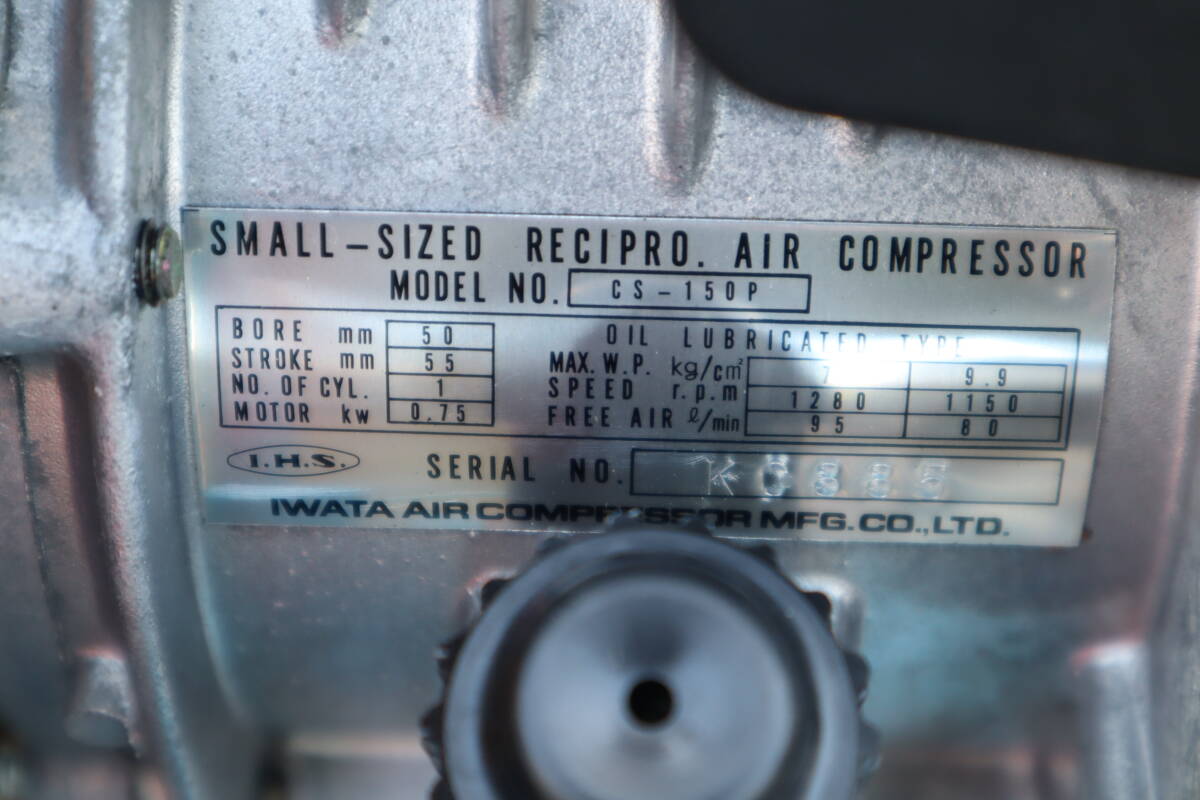 SMALL-SIZED RECIPRO. AIR COMPRESSOR
MODEL NO. CS-150P
OIL LUBRICATED TYPE
BORE mm 50
STROKE mm 55
NO. OF CYL. 1
MOTOR kw 0.75
MAX. W.P. kg/cm² 7 9.9
SPEED r.p.m 1280 1150
FREE AIR ℓ/min 95 80
I.H.S. SERIAL NO.
IWATA AIR COMPRESSOR MFG. CO., LTD.